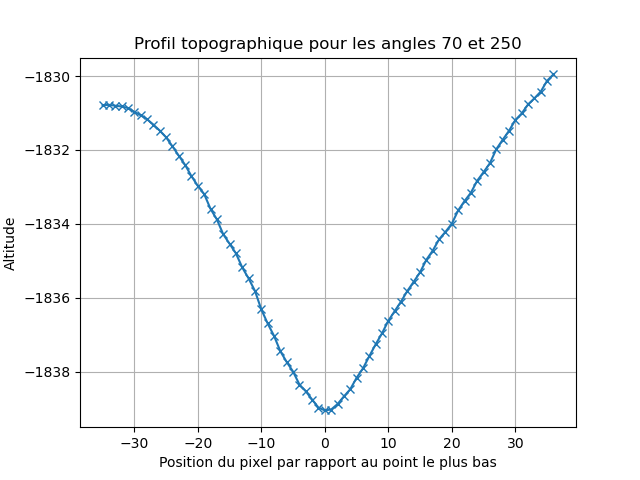 Profil topographique pour les angles 70 et 250
−1830
−1832
−1834
−1836
−1838
Altitude
−30 −20 −10 0 10 20 30
Position du pixel par rapport au point le plus bas